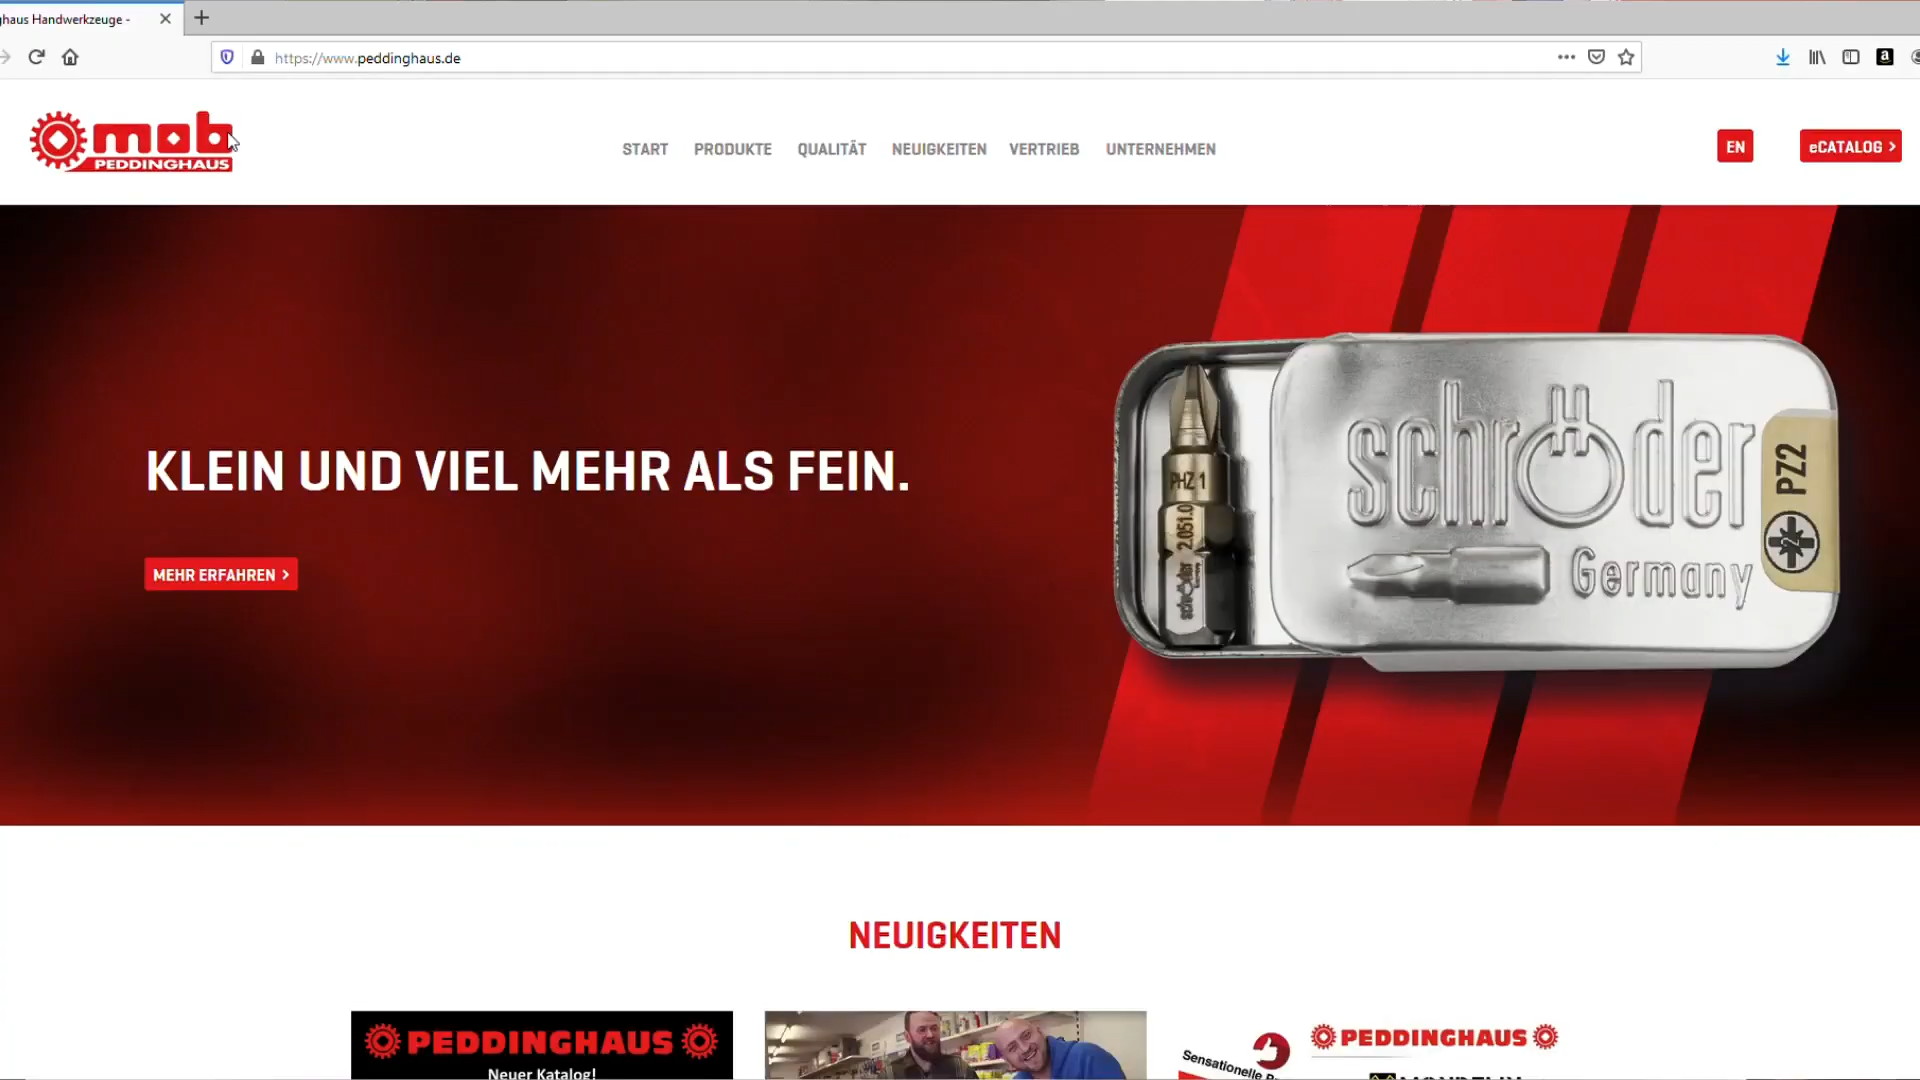 ghaus Handwerkzeuge -
https://www.peddinghaus.de
mob
PEDDINGHAUS
START PRODUKTE QUALITÄT NEUIGKEITEN VERTRIEB UNTERNEHMEN
EN
eCATALOG >
KLEIN UND VIEL MEHR ALS FEIN.
MEHR ERFAHREN >
PHZ 1
2.051.0
schröder
schröder
Germany
PZ2
2
NEUIGKEITEN
PEDDINGHAUS
Neuer Katalog!
Sensationelle
PEDDINGHAUS